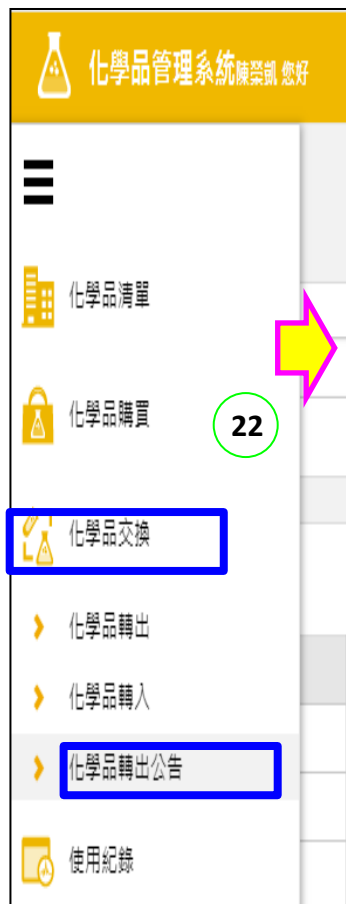 化學品管理系統陳榮凱 您好
化學品清單
化學品購買
22
化學品交換
化學品轉出
化學品轉入
化學品轉出公告
使用紀錄